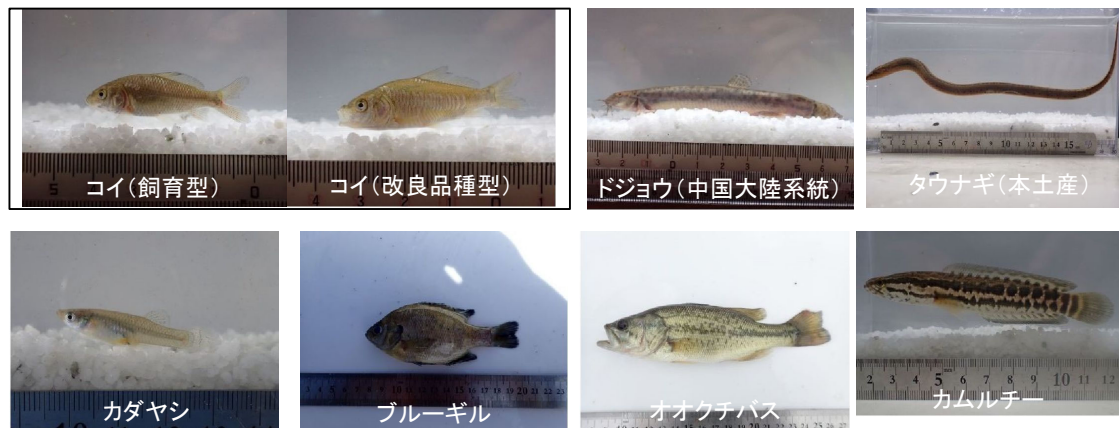 コイ(飼育型)
コイ(改良品種型)
ドジョウ(中国大陸系統)
タウナギ(本土産)
カダヤシ
ブルーギル
オオクチバス
カムルチー